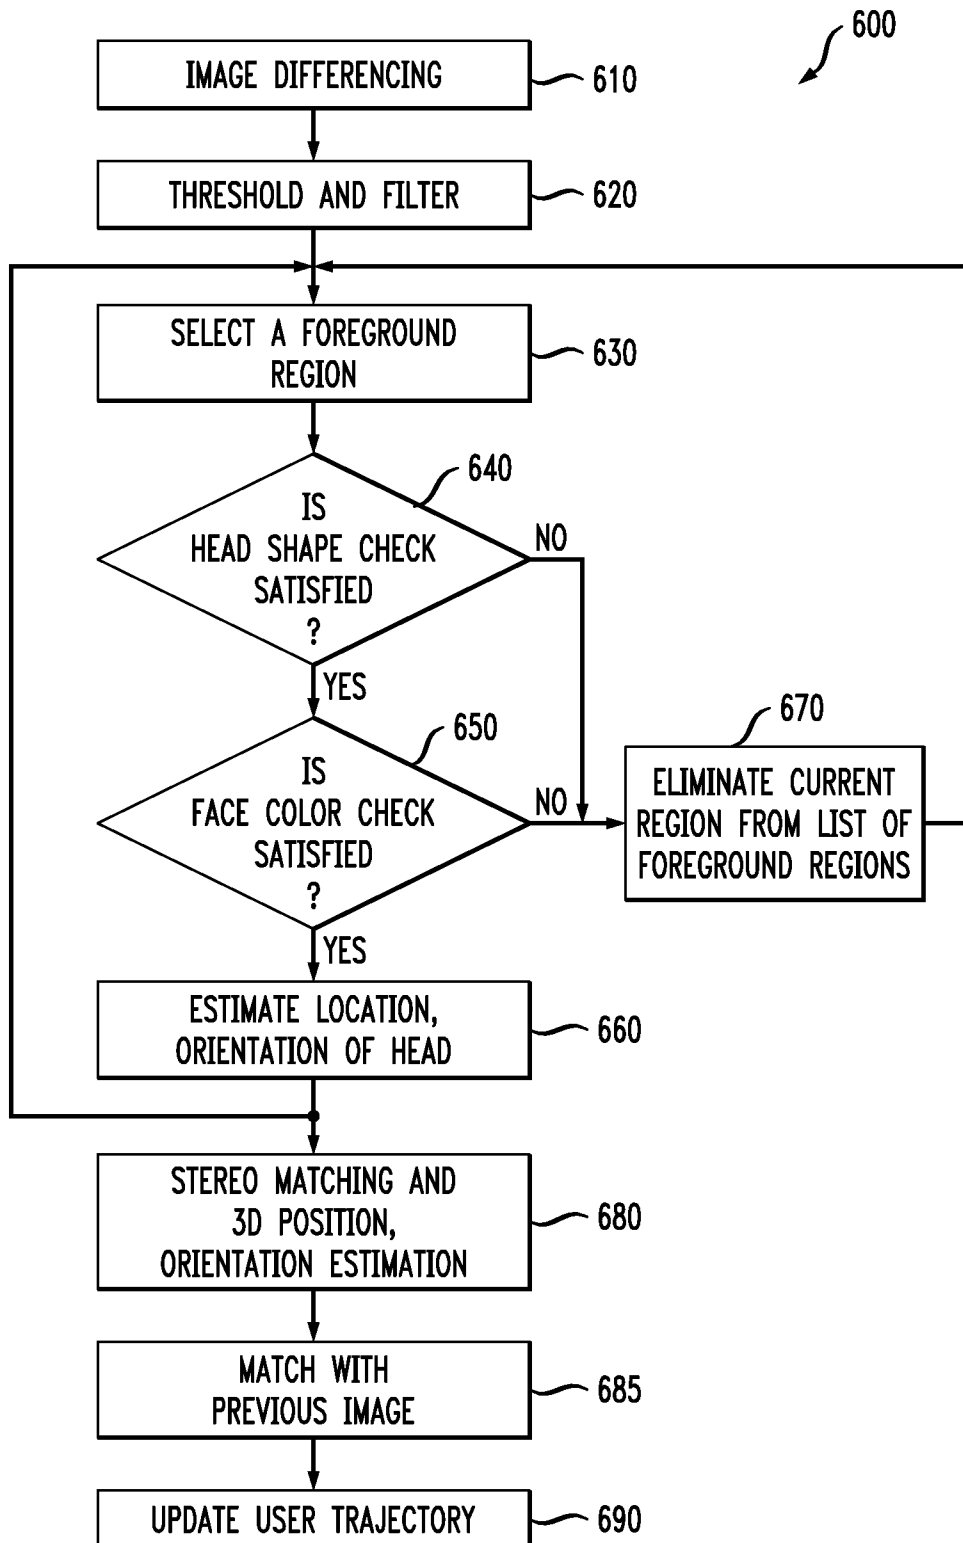 600
IMAGE DIFFERENCING
610
THRESHOLD AND FILTER
620
SELECT A FOREGROUND
REGION
630
640
IS
HEAD SHAPE CHECK
SATISFIED
?
NO
YES
650
IS
FACE COLOR CHECK
SATISFIED
?
NO
670
ELIMINATE CURRENT
REGION FROM LIST OF
FOREGROUND REGIONS
YES
ESTIMATE LOCATION,
ORIENTATION OF HEAD
660
STEREO MATCHING AND
3D POSITION,
ORIENTATION ESTIMATION
680
MATCH WITH
PREVIOUS IMAGE
685
UPDATE USER TRAJECTORY
690